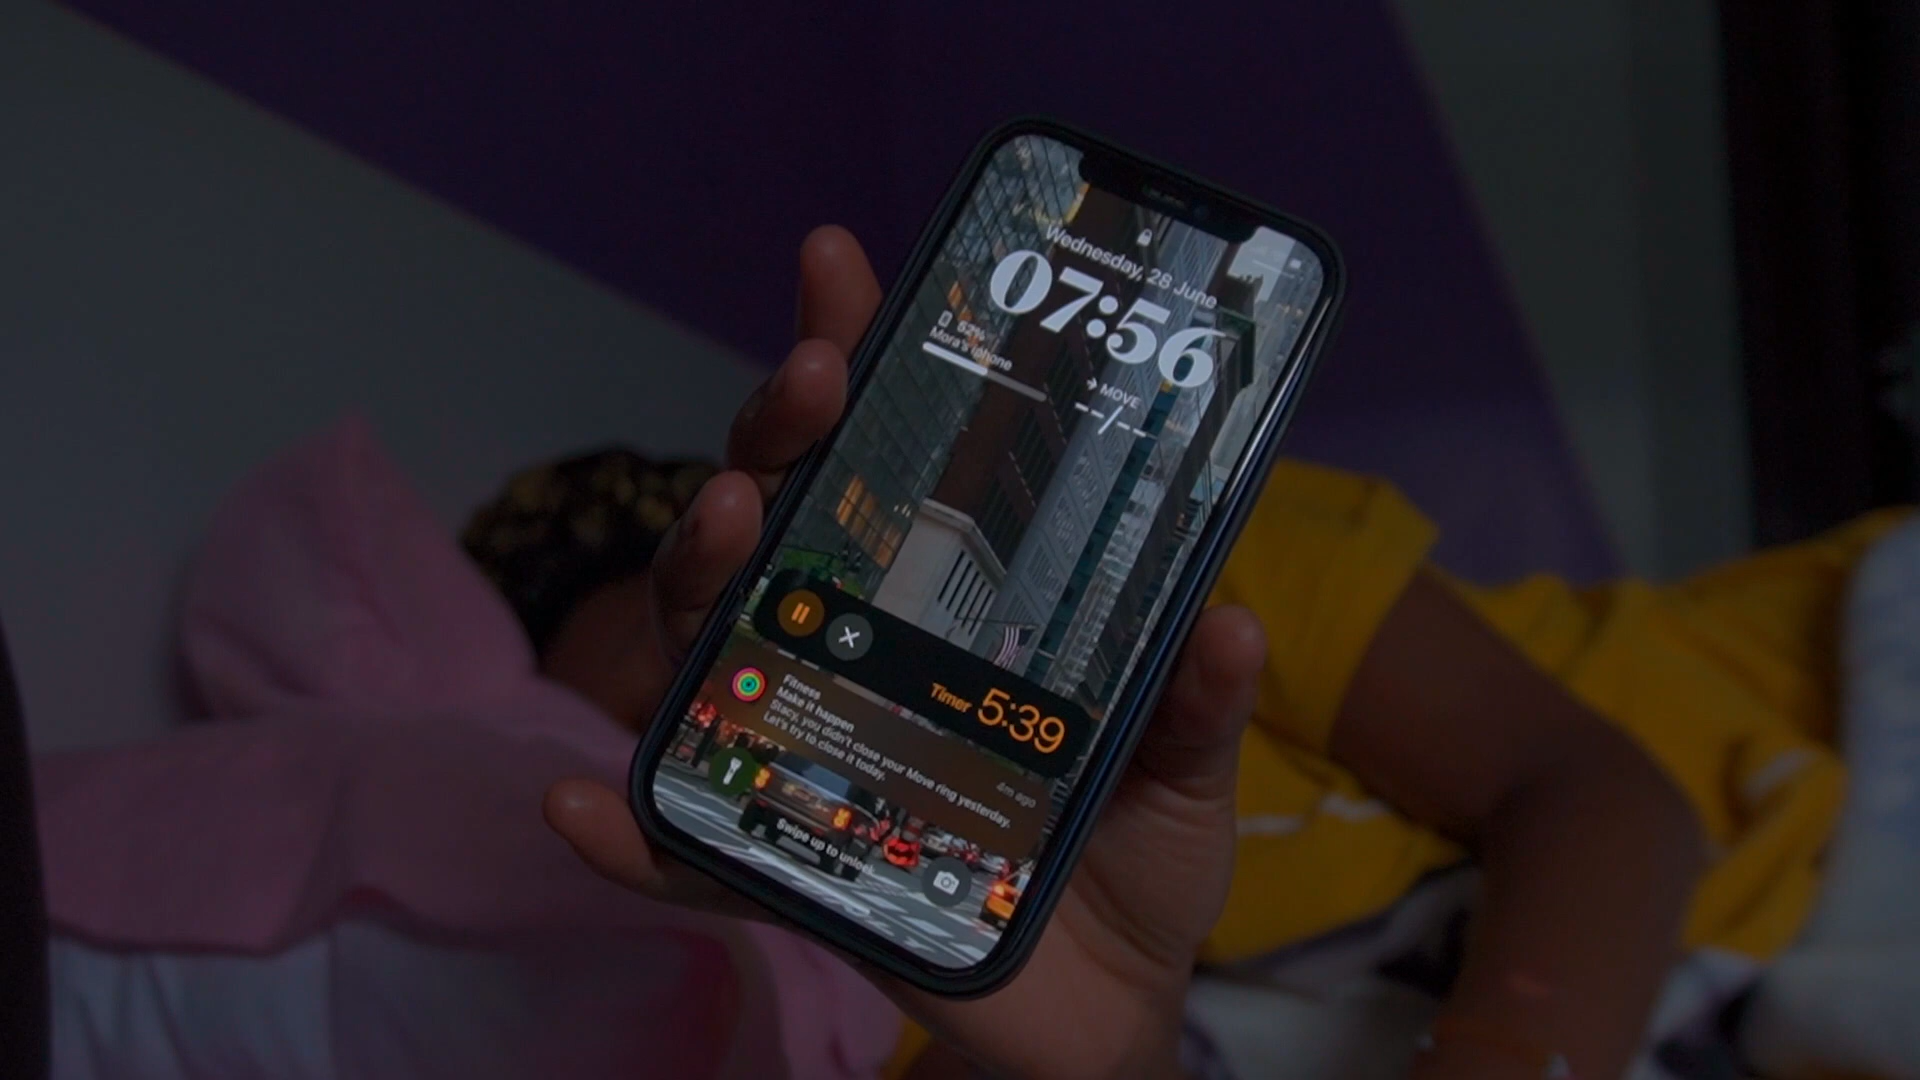 Wednesday, 28 June
07:56
52%
Mora's iphone
MOVE
--/--
Timer 5:39
Fitness
4m ago
Make it happen
Stacy, you didn't close your Move ring yesterday.
Let's try to close it today.
Swipe up to unlock